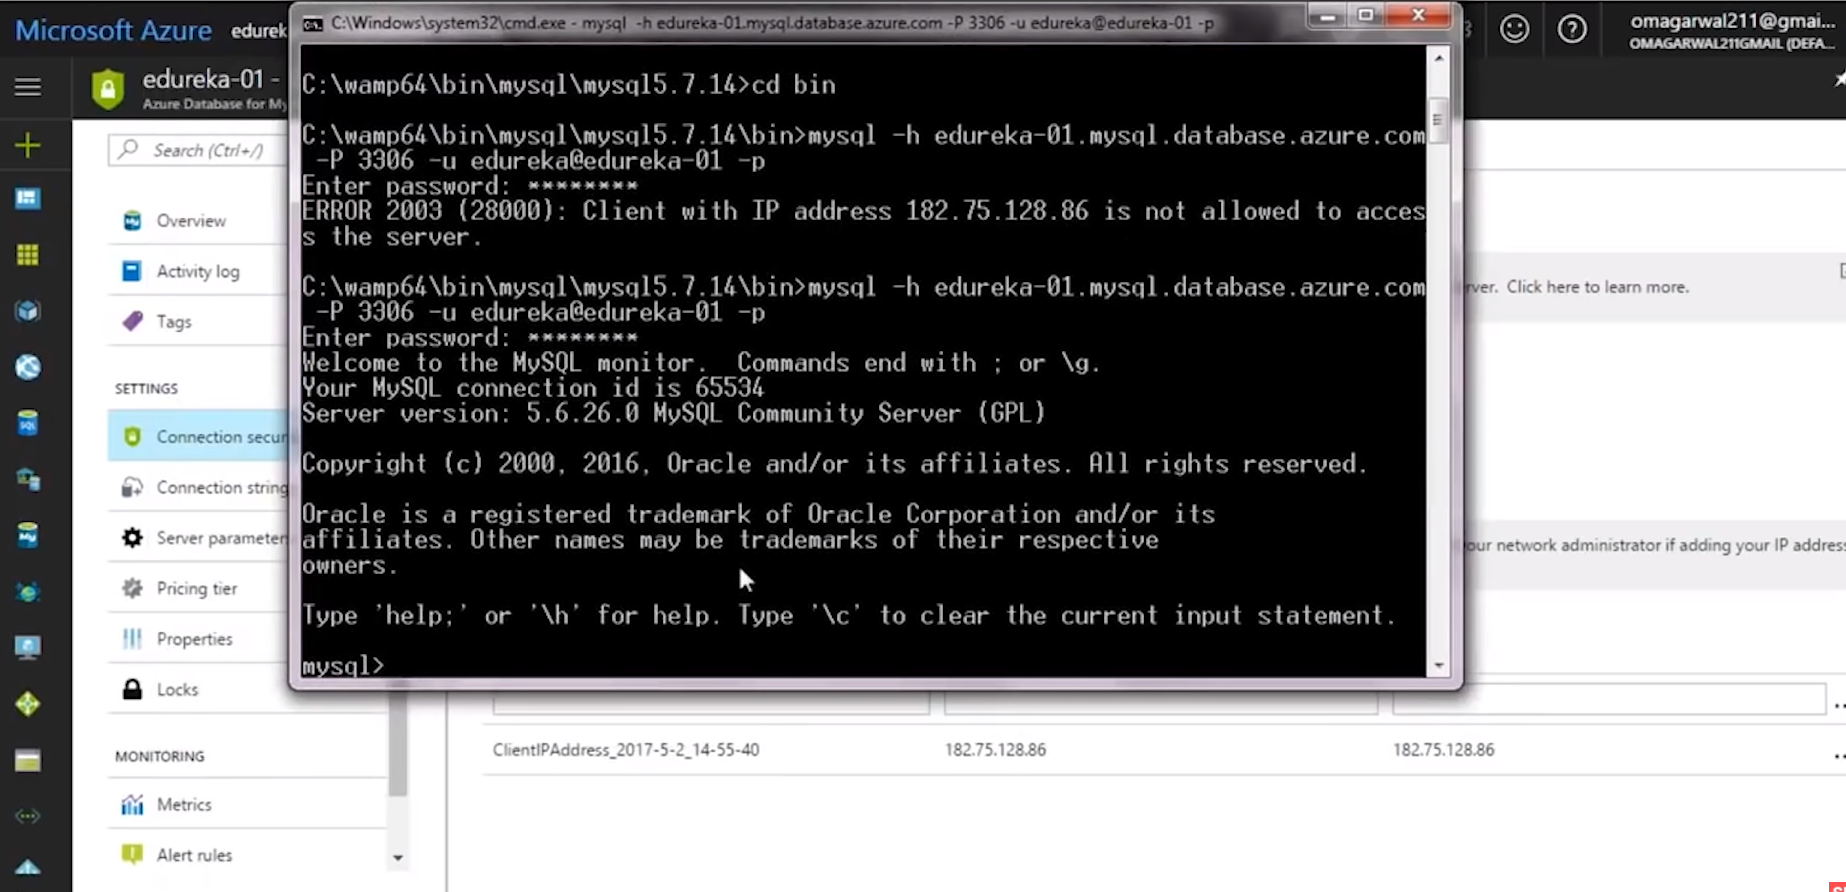 Microsoft Azure edurek
omagarwal211@gmai...
OMAGARWAL211GMAIL (DEFA...
edureka-01 -
Azure Database for My
C:\Windows\system32\cmd.exe - mysql -h edureka-01.mysql.database.azure.com -P 3306 -u edureka@edureka-01 -p
C:\wamp64\bin\mysql\mysql5.7.14>cd bin
C:\wamp64\bin\mysql\mysql5.7.14\bin>mysql -h edureka-01.mysql.database.azure.com
-P 3306 -u edureka@edureka-01 -p
Enter password: ********
ERROR 2003 (28000): Client with IP address 182.75.128.86 is not allowed to acces
s the server.
C:\wamp64\bin\mysql\mysql5.7.14\bin>mysql -h edureka-01.mysql.database.azure.com
-P 3306 -u edureka@edureka-01 -p
Enter password: ********
Welcome to the MySQL monitor.  Commands end with ; or \g.
Your MySQL connection id is 65534
Server version: 5.6.26.0 MySQL Community Server (GPL)
Copyright (c) 2000, 2016, Oracle and/or its affiliates. All rights reserved.
Oracle is a registered trademark of Oracle Corporation and/or its
affiliates. Other names may be trademarks of their respective
owners.
Type 'help;' or '\h' for help. Type '\c' to clear the current input statement.
mysql>
Search (Ctrl+/)
Overview
Activity log
Tags
SETTINGS
Connection secur
Connection string
Server parameter
Pricing tier
Properties
Locks
MONITORING
Metrics
Alert rules
rver. Click here to learn more.
our network administrator if adding your IP address
ClientIPAddress_2017-5-2_14-55-40 182.75.128.86 182.75.128.86